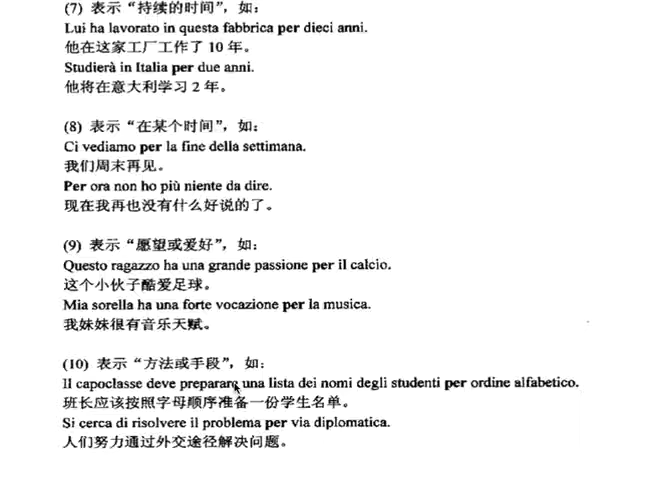 (7) 表示“持续的时间”，如：
Lui ha lavorato in questa fabbrica per dieci anni.
他在这家工厂工作了 10 年。
Studierà in Italia per due anni.
他将在意大利学习 2 年。
(8) 表示“在某个时间”，如：
Ci vediamo per la fine della settimana.
我们周末再见。
Per ora non ho più niente da dire.
现在我再也没有什么好说的了。
(9) 表示“愿望或爱好”，如：
Questo ragazzo ha una grande passione per il calcio.
这个小伙子酷爱足球。
Mia sorella ha una forte vocazione per la musica.
我妹妹很有音乐天赋。
(10) 表示“方法或手段”，如：
Il capoclasse deve preparare una lista dei nomi degli studenti per ordine alfabetico.
班长应该按照字母顺序准备一份学生名单。
Si cerca di risolvere il problema per via diplomatica.
人们努力通过外交途径解决问题。